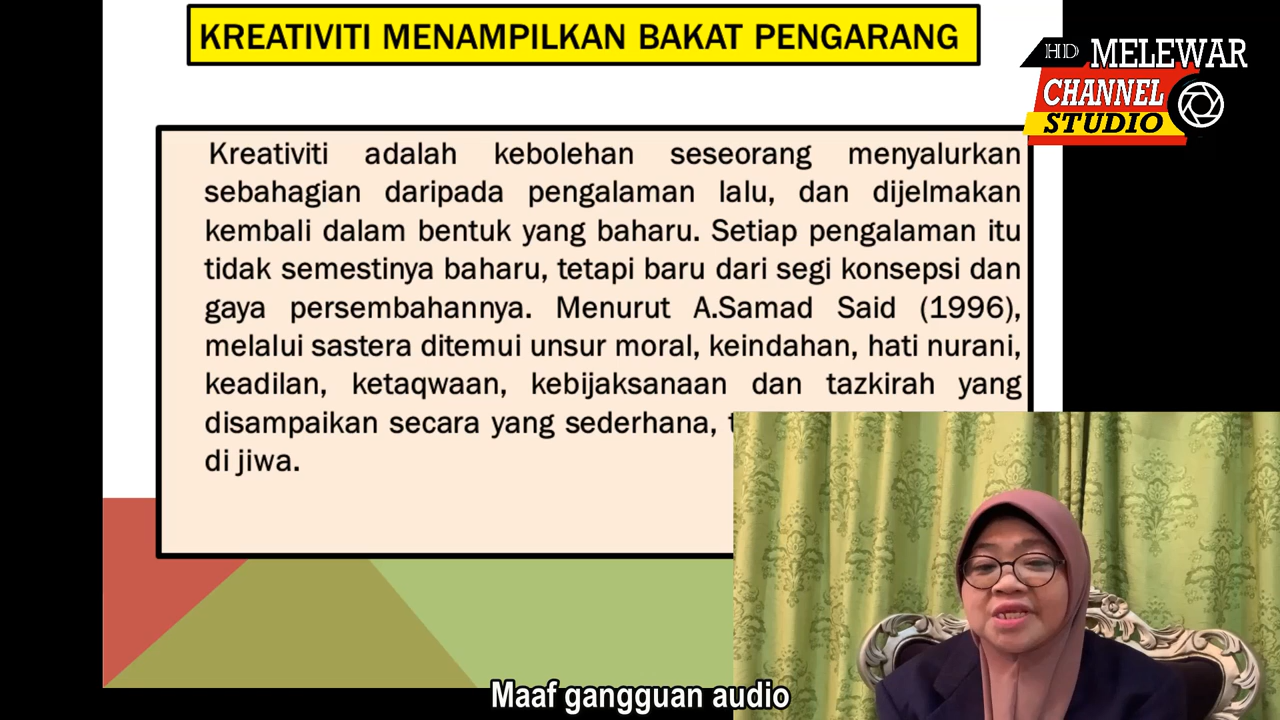 KREATIVITI MENAMPILKAN BAKAT PENGARANG
HD MELEWAR
CHANNEL
STUDIO
Kreativiti adalah kebolehan seseorang menyalurkan
sebahagian daripada pengalaman lalu, dan dijelmakan
kembali dalam bentuk yang baharu. Setiap pengalaman itu
tidak semestinya baharu, tetapi baru dari segi konsepsi dan
gaya persembahannya. Menurut A.Samad Said (1996),
melalui sastera ditemui unsur moral, keindahan, hati nurani,
keadilan, ketaqwaan, kebijaksanaan dan tazkirah yang
disampaikan secara yang sederhana,
di jiwa.
Maaf gangguan audio